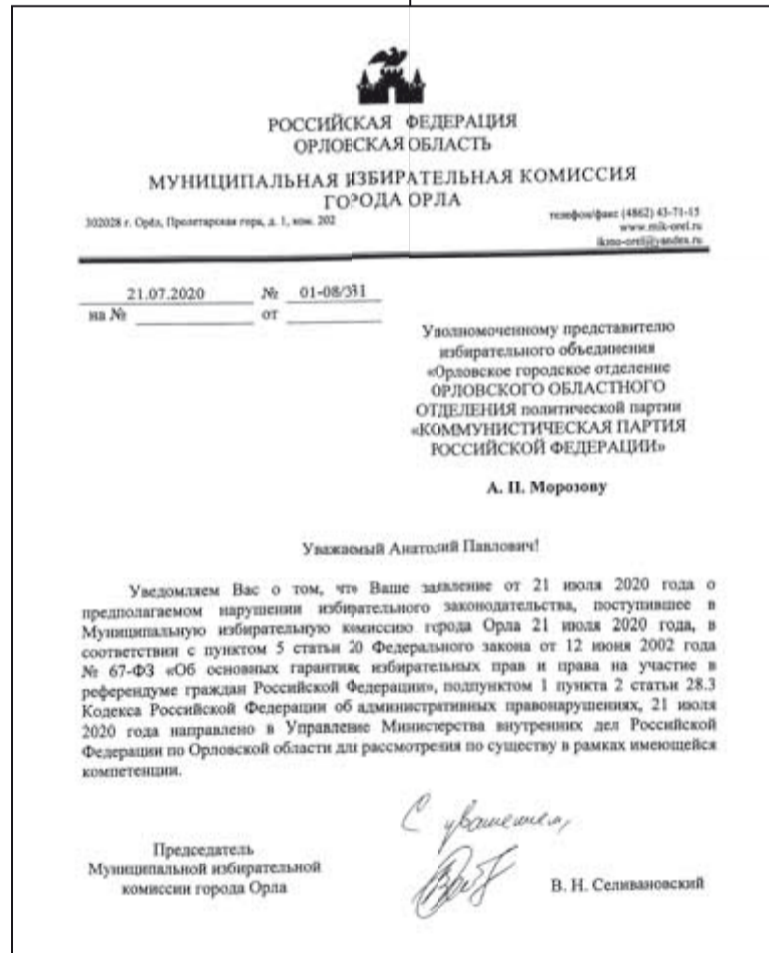 РОССИЙСКАЯ ФЕДЕРАЦИЯ
ОРЛОВСКАЯ ОБЛАСТЬ
МУНИЦИПАЛЬНАЯ ИЗБИРАТЕЛЬНАЯ КОМИССИЯ
ГОРОДА ОРЛА
302028 г. Орёл, Пролетарская гора, д. 1, ком. 202
телефон/факс (4862) 43-71-15
www.mik-orel.ru
ikmo-orel@yandex.ru
21.07.2020 № 01-08/331
на № от
Уполномоченному представителю
избирательного объединения
«Орловское городское отделение
ОРЛОВСКОГО ОБЛАСТНОГО
ОТДЕЛЕНИЯ политической партии
«КОММУНИСТИЧЕСКАЯ ПАРТИЯ
РОССИЙСКОЙ ФЕДЕРАЦИИ»
А. П. Морозову
Уважаемый Анатолий Павлович!
Уведомляем Вас о том, что Ваше заявление от 21 июля 2020 года о
предполагаемом нарушении избирательного законодательства, поступившее в
Муниципальную избирательную комиссию города Орла 21 июля 2020 года, в
соответствии с пунктом 5 статьи 20 Федерального закона от 12 июня 2002 года
№ 67-ФЗ «Об основных гарантиях избирательных прав и права на участие в
референдуме граждан Российской Федерации», подпунктом 1 пункта 2 статьи 28.3
Кодекса Российской Федерации об административных правонарушениях, 21 июля
2020 года направлено в Управление Министерства внутренних дел Российской
Федерации по Орловской области для рассмотрения по существу в рамках имеющейся
компетенции.
С уважением,
Председатель
Муниципальной избирательной
комиссии города Орла
В. Н. Селивановский